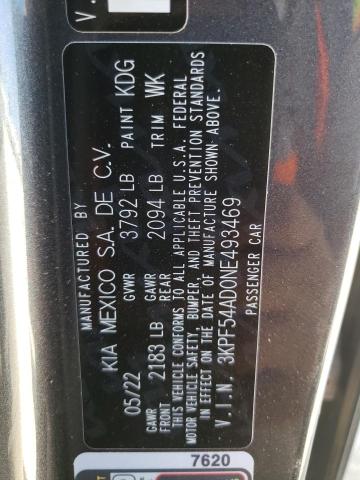 MANUFACTURED BY
KIA MEXICO S.A. DE C.V.
05/22 GVWR 3792 LB PAINT KDG
GAWR FRONT 2183 LB GAWR REAR 2094 LB TRIM WK
THIS VEHICLE CONFORMS TO ALL APPLICABLE U.S.A. FEDERAL
MOTOR VEHICLE SAFETY, BUMPER, AND THEFT PREVENTION STANDARDS
IN EFFECT ON THE DATE OF MANUFACTURE SHOWN ABOVE.
V.I.N. 3KPF54AD0NE493469
PASSENGER CAR
7620